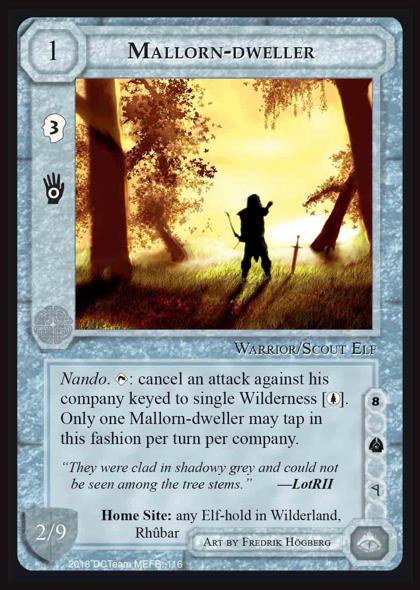 1
MALLORN-DWELLER
3
0
WARRIOR/SCOUT ELF
Nando. : cancel an attack against his
company keyed to single Wilderness [ ].
Only one Mallorn-dweller may tap in
this fashion per turn per company.
8
“They were clad in shadowy grey and could not
be seen among the tree stems.” —LotRII
Home Site: any Elf-hold in Wilderland,
Rhûbar
2/9
ART BY FREDRIK HÖGBERG
2018 DCTeam MEFB: 116